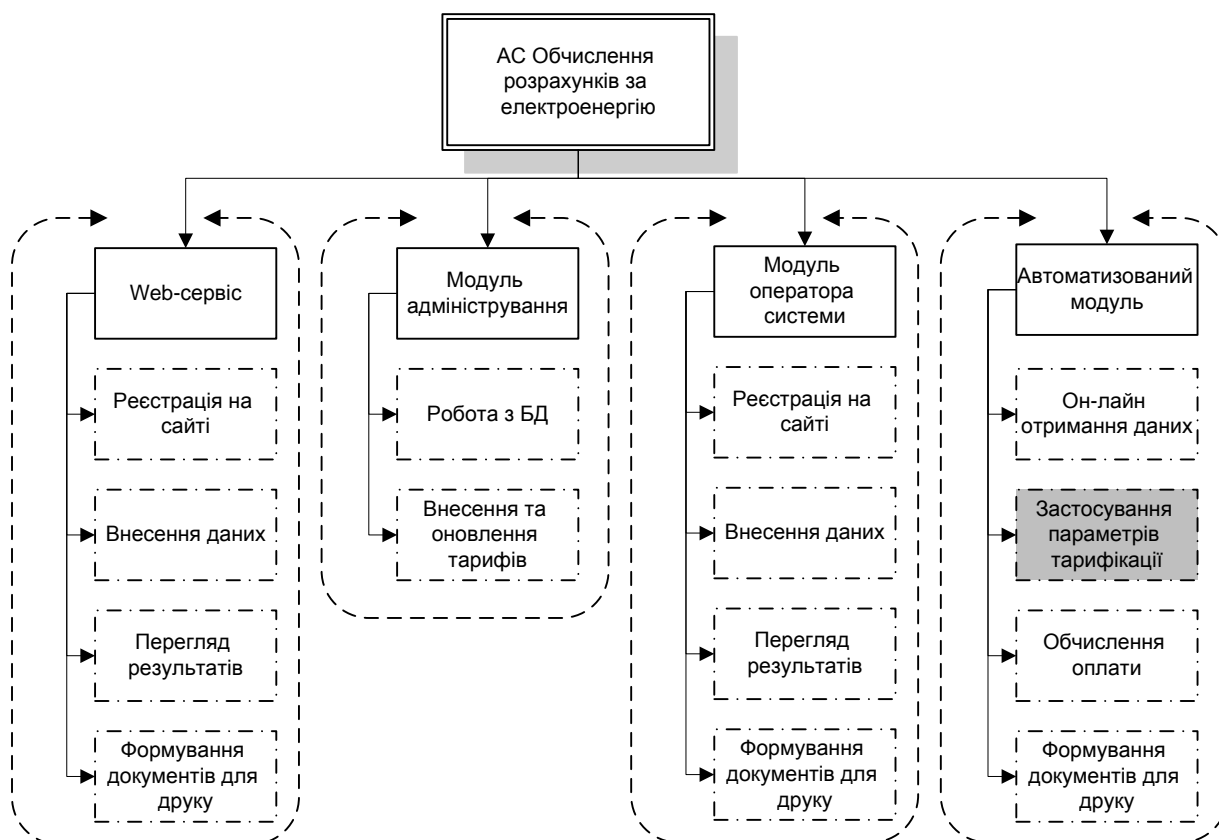 АС Обчислення
розрахунків за
електроенергію
Web-сервіс
Реєстрація на
сайті
Внесення даних
Перегляд
результатів
Формування
документів для
друку
Модуль
адміністрування
Робота з БД
Внесення та
оновлення
тарифів
Модуль
оператора
системи
Реєстрація на
сайті
Внесення даних
Перегляд
результатів
Формування
документів для
друку
Автоматизований
модуль
Он-лайн
отримання даних
Застосування
параметрів
тарифікації
Обчислення
оплати
Формування
документів для
друку